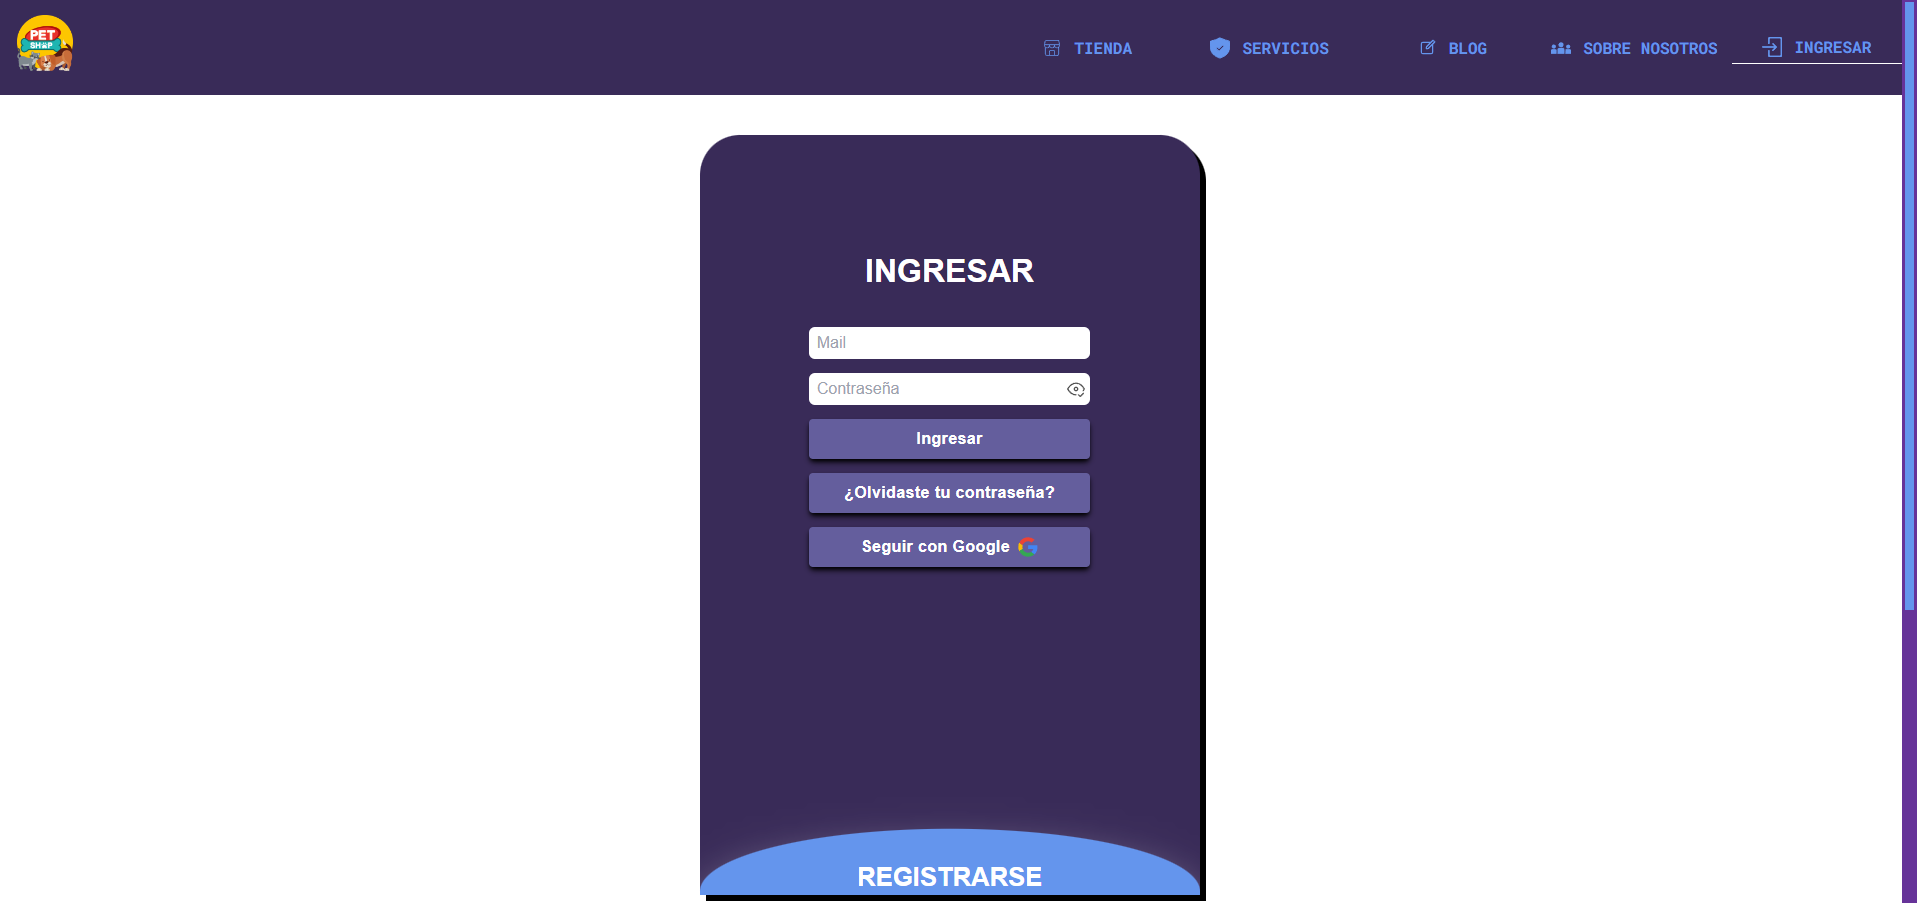 PET
SHOP
TIENDA
SERVICIOS
BLOG
SOBRE NOSOTROS
INGRESAR
INGRESAR
Mail
Contraseña
Ingresar
¿Olvidaste tu contraseña?
Seguir con Google
REGISTRARSE